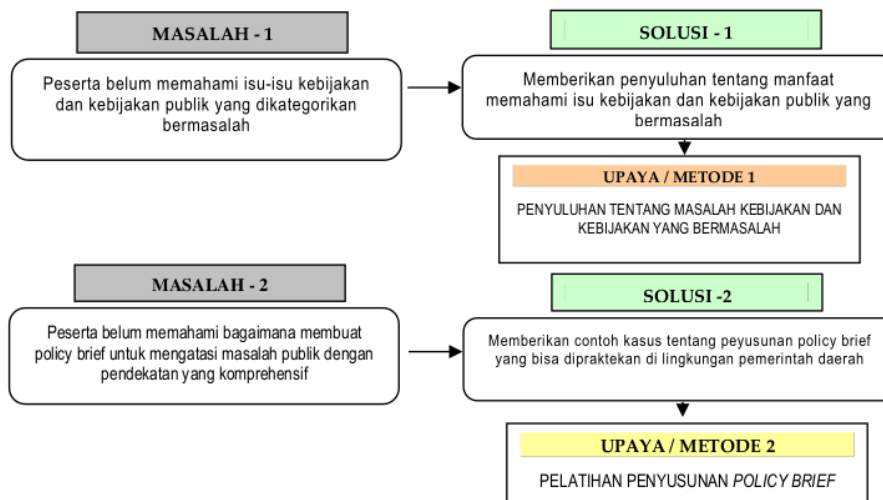 MASALAH - 1
Peserta belum memahami isu-isu kebijakan
dan kebijakan publik yang dikategorikan
bermasalah
SOLUSI - 1
Memberikan penyuluhan tentang manfaat
memahami isu kebijakan dan kebijakan publik yang
bermasalah
UPAYA / METODE 1
PENYULUHAN TENTANG MASALAH KEBIJAKAN DAN
KEBIJAKAN YANG BERMASALAH
MASALAH - 2
Peserta belum memahami bagaimana membuat
policy brief untuk mengatasi masalah publik dengan
pendekatan yang komprehensif
SOLUSI -2
Memberikan contoh kasus tentang peyusunan policy brief
yang bisa dipraktekan di lingkungan pemerintah daerah
UPAYA / METODE 2
PELATIHAN PENYUSUNAN POLICY BRIEF